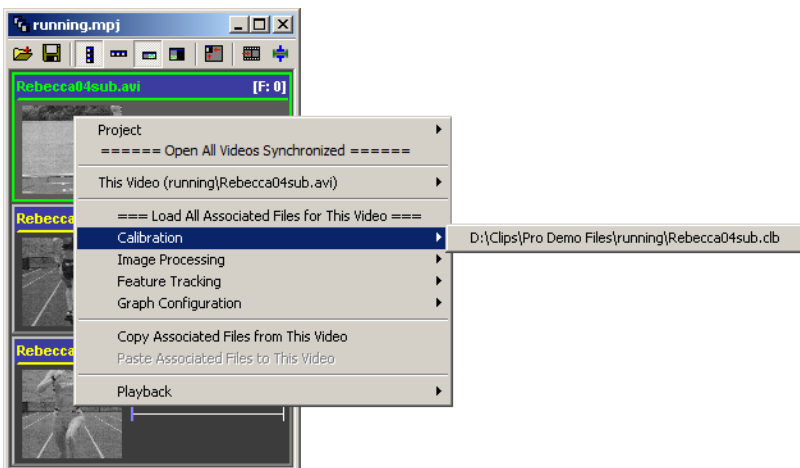 running.mpj
Rebecca04sub.avi [F: 0]
Project
====== Open All Videos Synchronized ======
This Video (running\Rebecca04sub.avi)
=== Load All Associated Files for This Video ===
Rebecca
Calibration
D:\Clips\Pro Demo Files\running\Rebecca04sub.clb
Image Processing
Feature Tracking
Graph Configuration
Copy Associated Files from This Video
Rebecca
Paste Associated Files to This Video
Playback